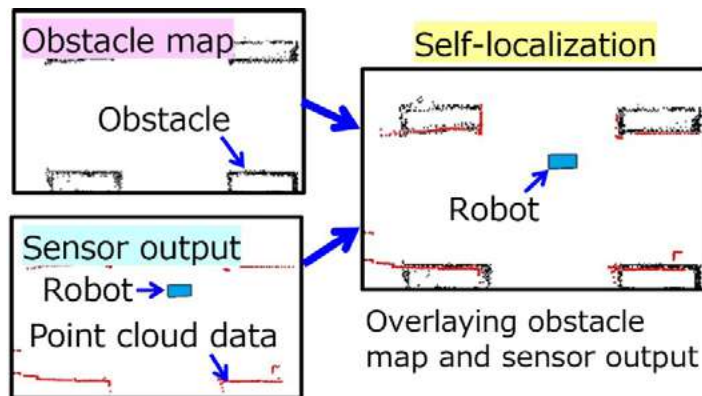 Obstacle map
Obstacle
Sensor output
Robot
Point cloud data
Self-localization
Robot
Overlaying obstacle
map and sensor output